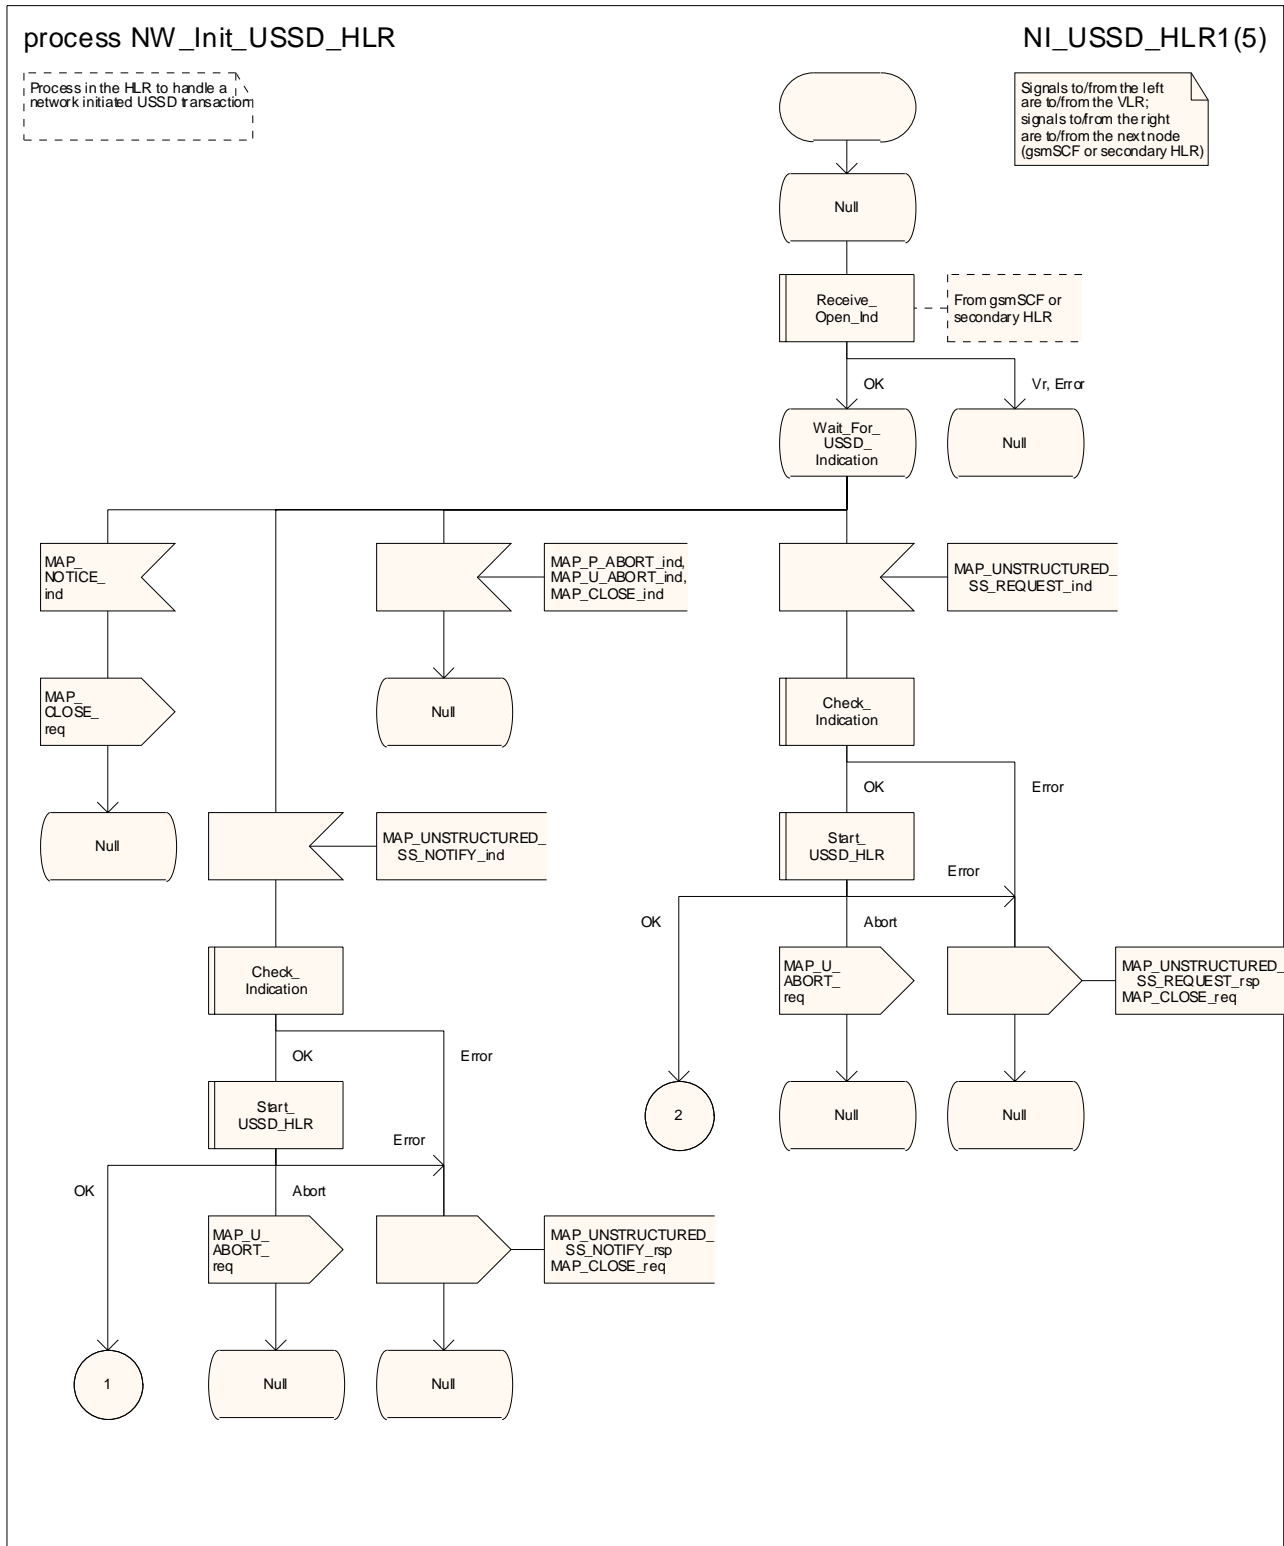 process NW_Init_USSD_HLR
NI_USSD_HLR1(5)
Process in the HLR to handle a
network initiated USSD transaction
Signals to/from the left
are to/from the VLR;
signals to/from the right
are to/from the next node
(gsmSCF or secondary HLR)
Null
Receive_
Open_Ind
From gsmSCF or
secondary HLR
OK
Vr, Error
Wait_For_
USSD_
Indication
Null
MAP_
NOTICE_
ind
MAP_P_ABORT_ind,
MAP_U_ABORT_ind,
MAP_CLOSE_ind
MAP_UNSTRUCTURED_
SS_REQUEST_ind
MAP_
CLOSE_
req
Null
Check_
Indication
OK
Error
Null
MAP_UNSTRUCTURED_
SS_NOTIFY_ind
Start_
USSD_HLR
Error
OK
Abort
Check_
Indication
MAP_U_
ABORT_
req
MAP_UNSTRUCTURED_
SS_REQUEST_rsp
MAP_CLOSE_req
OK
Error
Start_
USSD_HLR
2
Null
Null
Error
OK
Abort
MAP_U_
ABORT_
req
MAP_UNSTRUCTURED_
SS_NOTIFY_rsp
MAP_CLOSE_req
1
Null
Null